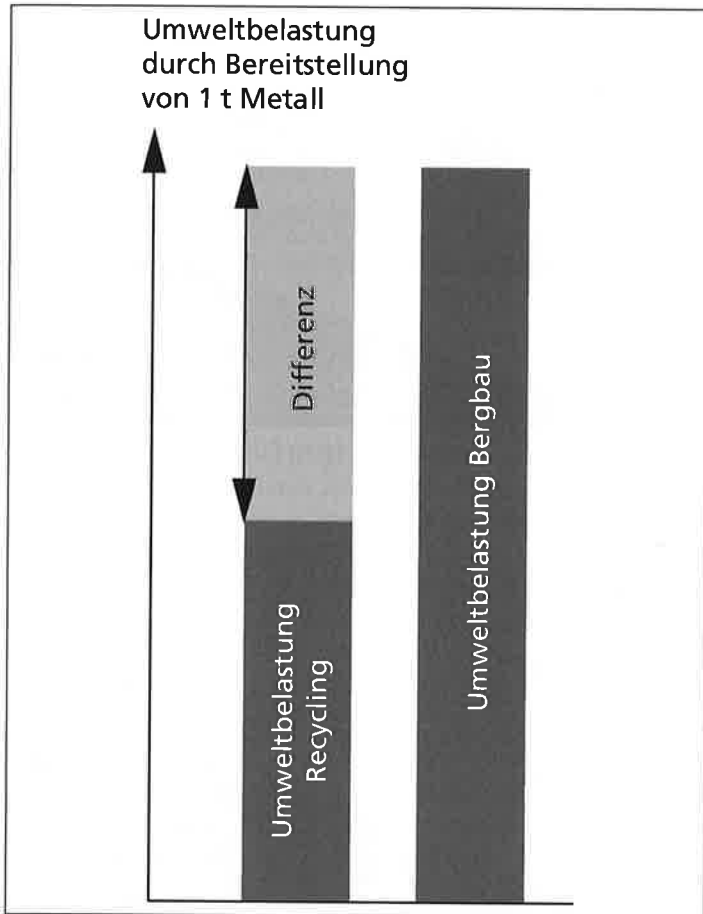 Umweltbelastung
durch Bereitstellung
von 1 t Metall
Differenz
Umweltbelastung
Recycling
Umweltbelastung Bergbau